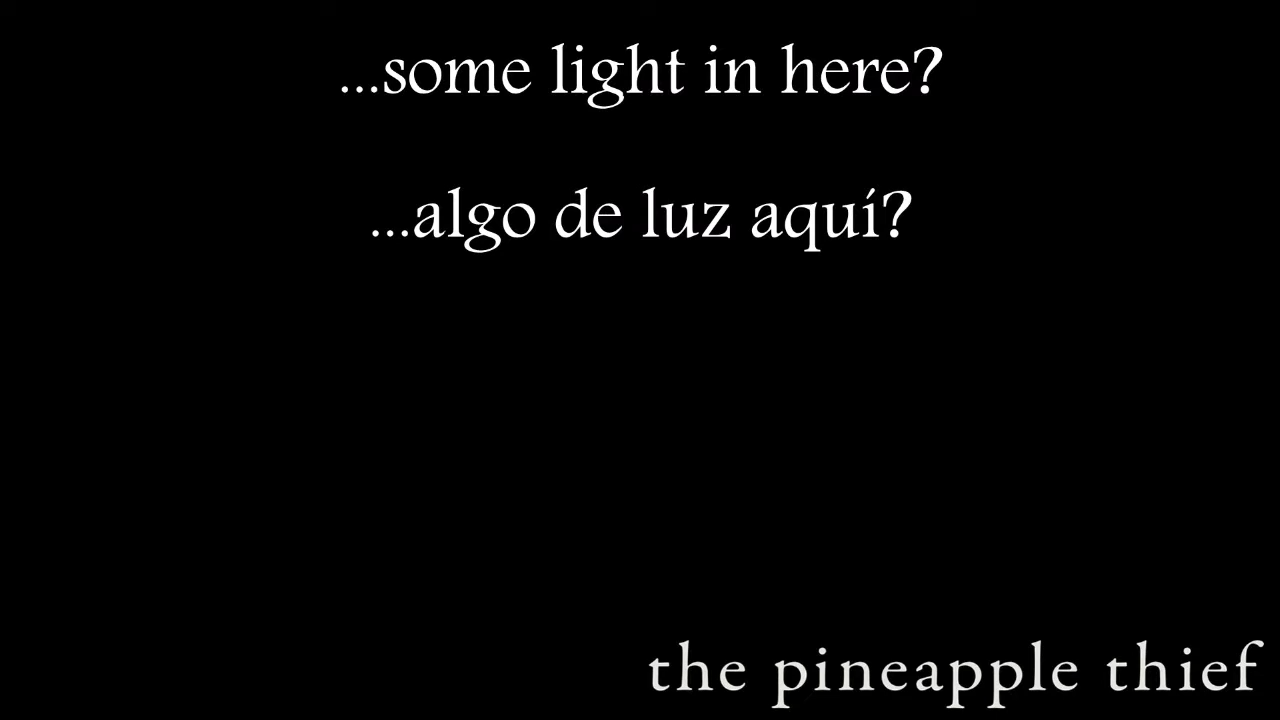 ...some light in here?
...algo de luz aquí?
the pineapple thief